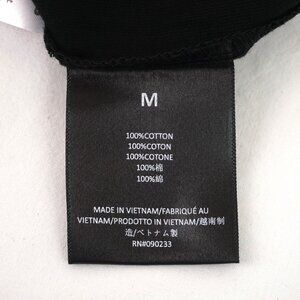 M
100%COTTON
100%COTON
100%COTONE
100%棉
100%綿
MADE IN VIETNAM/FABRIQUÉ AU
VIETNAM/PRODOTTO IN VIETNAM/越南制
造/ベトナム製
RN#090233